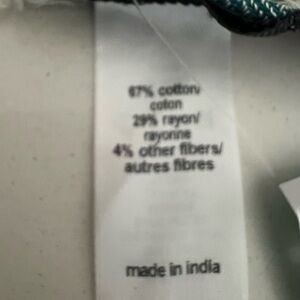 67% cotton/
coton
29% rayon/
rayonne
4% other fibers/
autres fibres
made in india